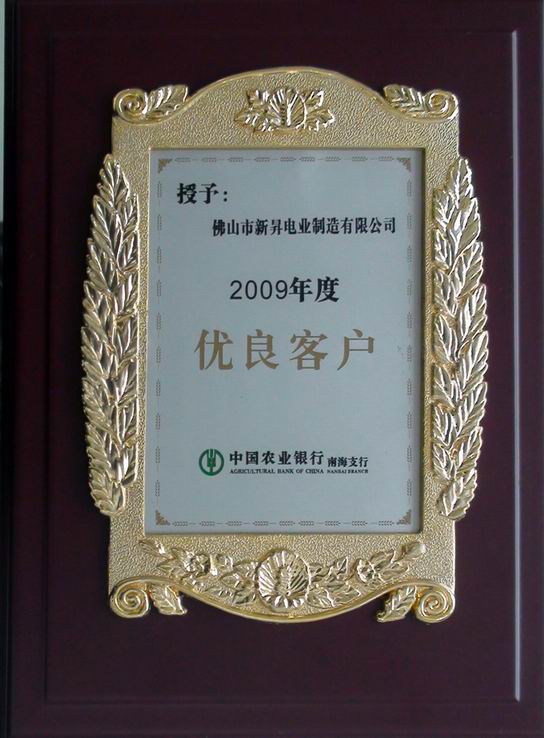 授予：
佛山市新昇电业制造有限公司
2009年度
优良客户
中国农业银行 南海支行
AGRICULTURAL BANK OF CHINA NANHAI BRANCH